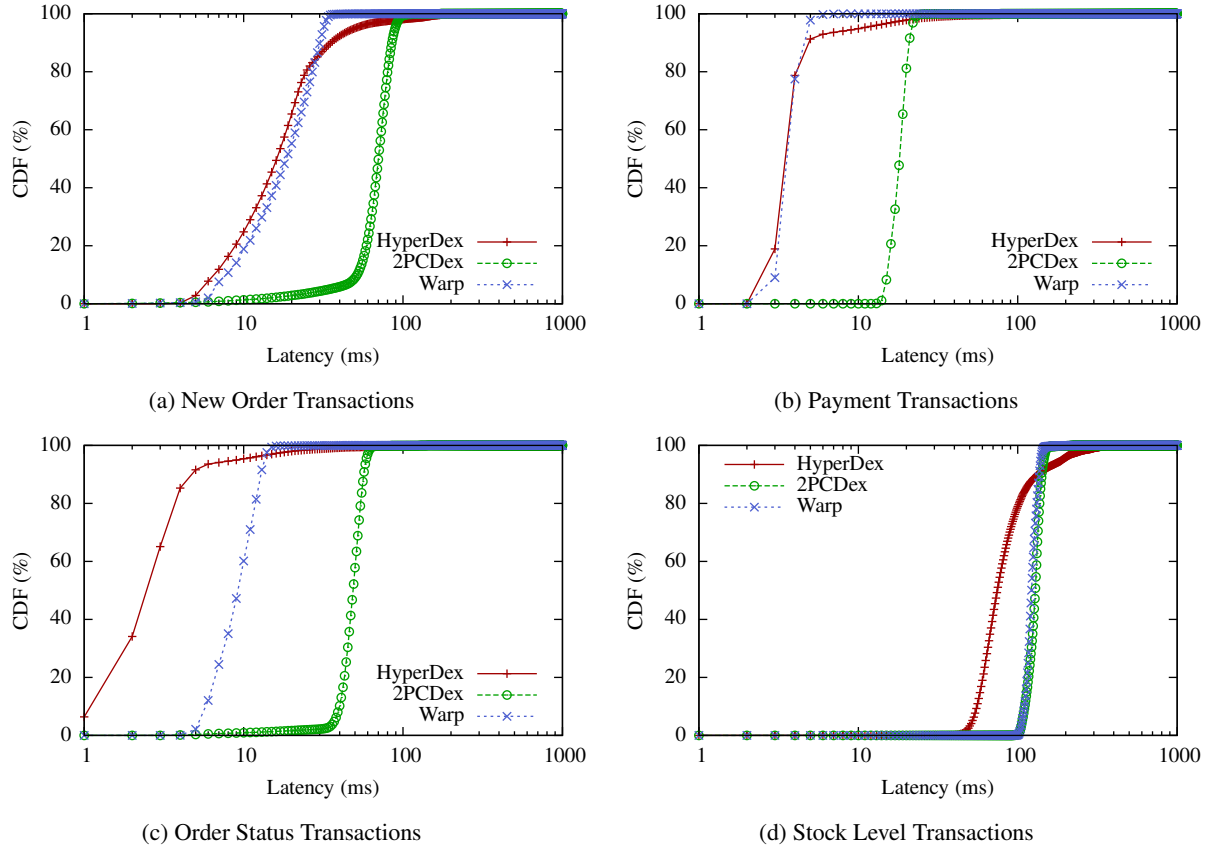 100
80
60
40
20
0
CDF (%)
HyperDex
2PCDex
Warp
1 10 100 1000
Latency (ms)
(a) New Order Transactions
100
80
60
40
20
0
CDF (%)
HyperDex
2PCDex
Warp
1 10 100 1000
Latency (ms)
(b) Payment Transactions
100
80
60
40
20
0
CDF (%)
HyperDex
2PCDex
Warp
1 10 100 1000
Latency (ms)
(c) Order Status Transactions
100
80
60
40
20
0
CDF (%)
HyperDex
2PCDex
Warp
1 10 100 1000
Latency (ms)
(d) Stock Level Transactions